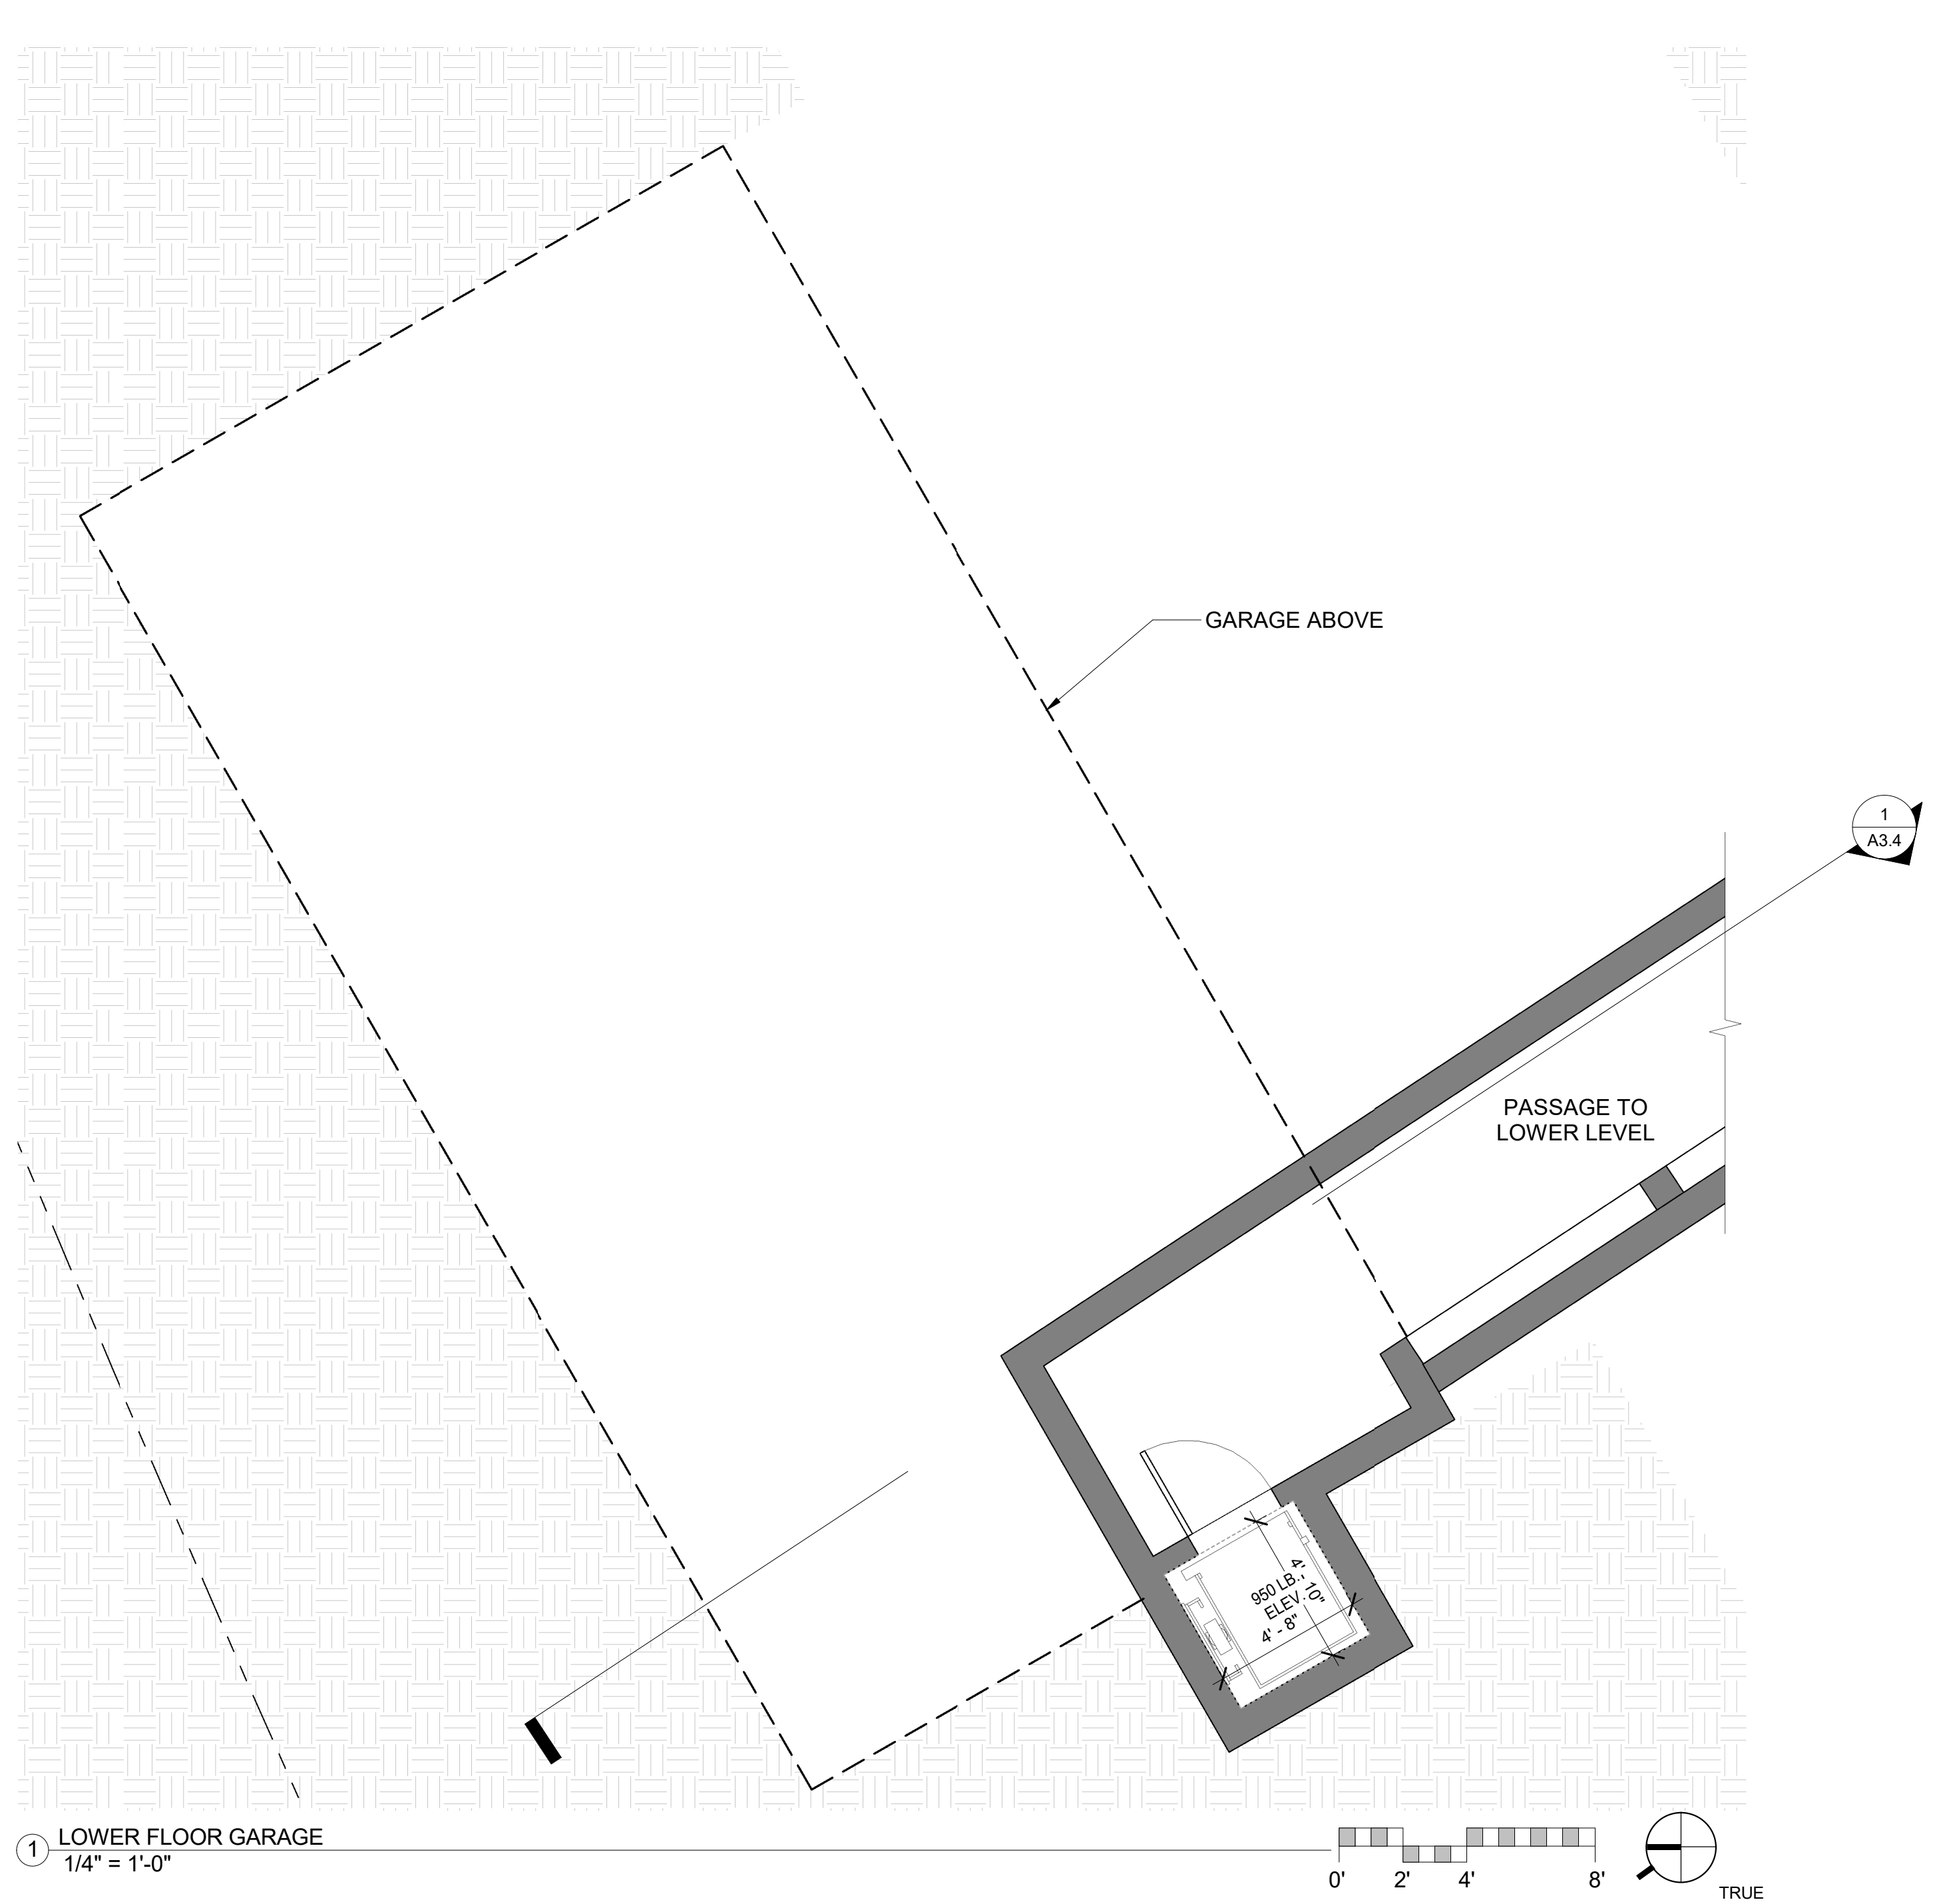 GARAGE ABOVE
1
A3.4
PASSAGE TO
LOWER LEVEL
950 LB.
ELEV.
4' - 10"
4' - 8"
1
LOWER FLOOR GARAGE
1/4" = 1'-0"
0' 2' 4' 8'
TRUE